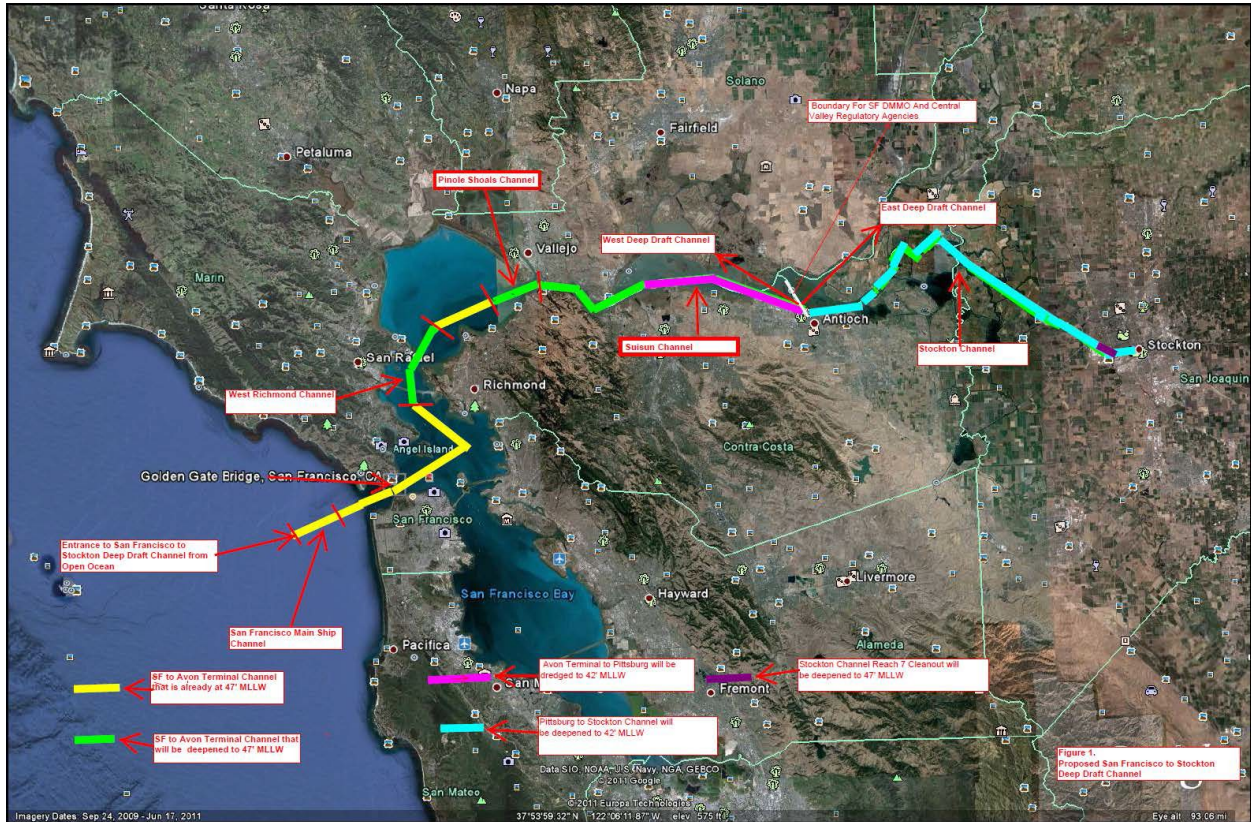 Santa Rosa
Napa
Solano
Fairfield
Petaluma
Boundary For SF DMMO And Central
Valley Regulatory Agencies
Pinole Shoals Channel
East Deep Draft Channel
Vallejo
West Deep Draft Channel
Marin
Antioch
Suisun Channel
Stockton Channel
Stockton
San Rafael
San Joaquin
Richmond
West Richmond Channel
Contra Costa
Angel Island
Golden Gate Bridge, San Francisco, CA
San Francisco
Entrance to San Francisco to
Stockton Deep Draft Channel from
Open Ocean
Livermore
San Francisco Bay
Hayward
San Francisco Main Ship
Channel
Pacifica
Alameda
SF to Avon Terminal Channel
that is already at 47' MLLW
Avon Terminal to Pittsburg will be
dredged to 42' MLLW
Stockton Channel Reach 7 Cleanout will
be deepened to 47' MLLW
San M
Fremont
Pittsburg to Stockton Channel will
be deepened to 42' MLLW
SF to Avon Terminal Channel that
will be deepened to 47' MLLW
Figure 1,
Proposed San Francisco to Stockton
Deep Draft Channel
Data SIO, NOAA, U.S. Navy, NGA, GEBCO
© 2011 Google
San Mateo
© 2011 Europa Technologies
Imagery Dates: Sep 24, 2009 - Jun 17, 2011
37°53'59.32" N 122°06'11.87" W elev 575 ft
Eye alt 93.06 mi